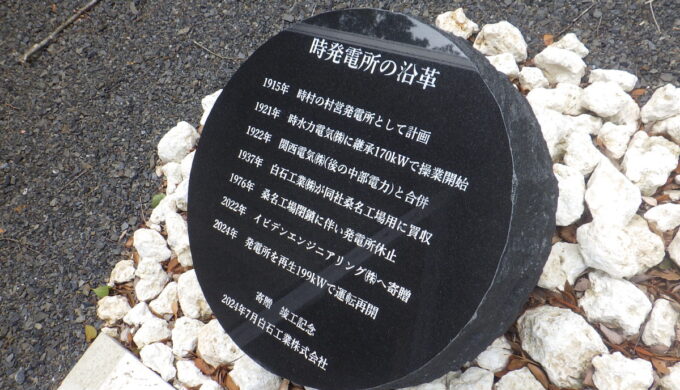 時発電所の沿革
1915年 時村の村営発電所として計画
1921年 時水力電気㈱に継承170kWで操業開始
1922年 関西電気㈱(後の中部電力)と合併
1937年 白石工業㈱が同社桑名工場用に買収
1976年 桑名工場閉鎖に伴い発電所休止
2022年 イビデンエンジニアリング㈱へ寄贈
2024年 発電所を再生199kWで運転再開
寄贈 竣工記念
2024年7月白石工業株式会社